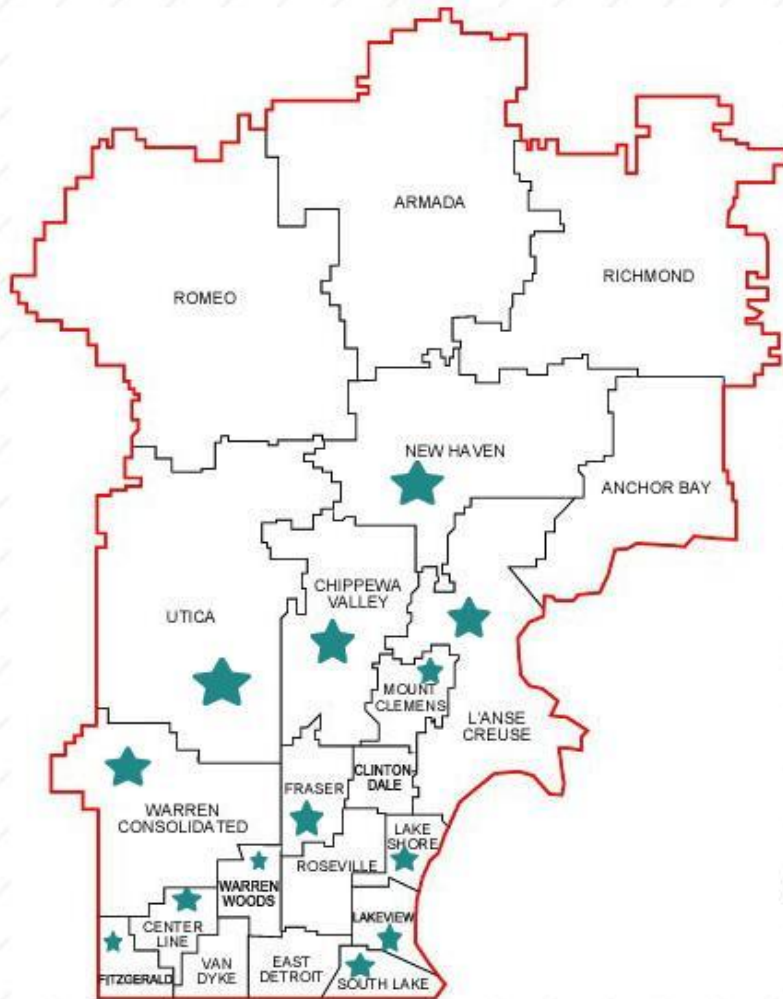 ARMADA
RICHMOND
ROMEO
NEW HAVEN
ANCHOR BAY
CHIPPEWA
VALLEY
UTICA
MOUNT
CLEMENS
L'ANSE
CREUSE
CLINTON-
DALE
FRASER
WARREN
CONSOLIDATED
LAKE
SHORE
ROSEVILLE
WARREN
WOODS
LAKEVIEW
CENTER
LINE
VAN
DYKE
EAST
DETROIT
FITZGERALD
SOUTH LAKE